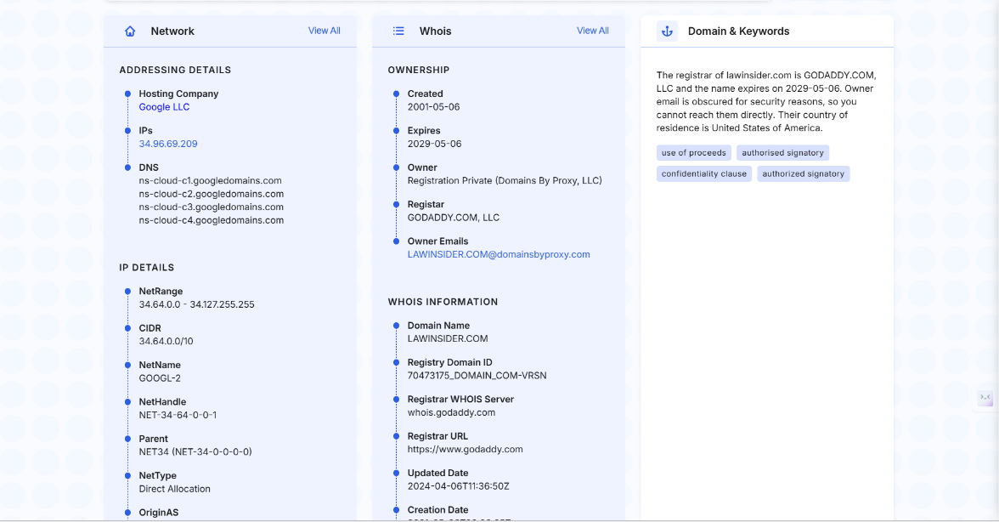 Network
View All
ADDRESSING DETAILS
Hosting Company
Google LLC
IPs
34.96.69.209
DNS
ns-cloud-c1.googledomains.com
ns-cloud-c2.googledomains.com
ns-cloud-c3.googledomains.com
ns-cloud-c4.googledomains.com
IP DETAILS
NetRange
34.64.0.0 - 34.127.255.255
CIDR
34.64.0.0/10
NetName
GOOGL-2
NetHandle
NET-34-64-0-0-1
Parent
NET34 (NET-34-0-0-0-0)
NetType
Direct Allocation
OriginAS
Whois
View All
OWNERSHIP
Created
2001-05-06
Expires
2029-05-06
Owner
Registration Private (Domains By Proxy, LLC)
Registar
GODADDY.COM, LLC
Owner Emails
LAWINSIDER.COM@domainsbyproxy.com
WHOIS INFORMATION
Domain Name
LAWINSIDER.COM
Registry Domain ID
70473175_DOMAIN_COM-VRSN
Registrar WHOIS Server
whois.godaddy.com
Registrar URL
https://www.godaddy.com
Updated Date
2024-04-06T11:36:50Z
Creation Date
Domain & Keywords
The registrar of lawinsider.com is GODADDY.COM,
LLC and the name expires on 2029-05-06. Owner
email is obscured for security reasons, so you
cannot reach them directly. Their country of
residence is United States of America.
use of proceeds
authorised signatory
confidentiality clause
authorized signatory